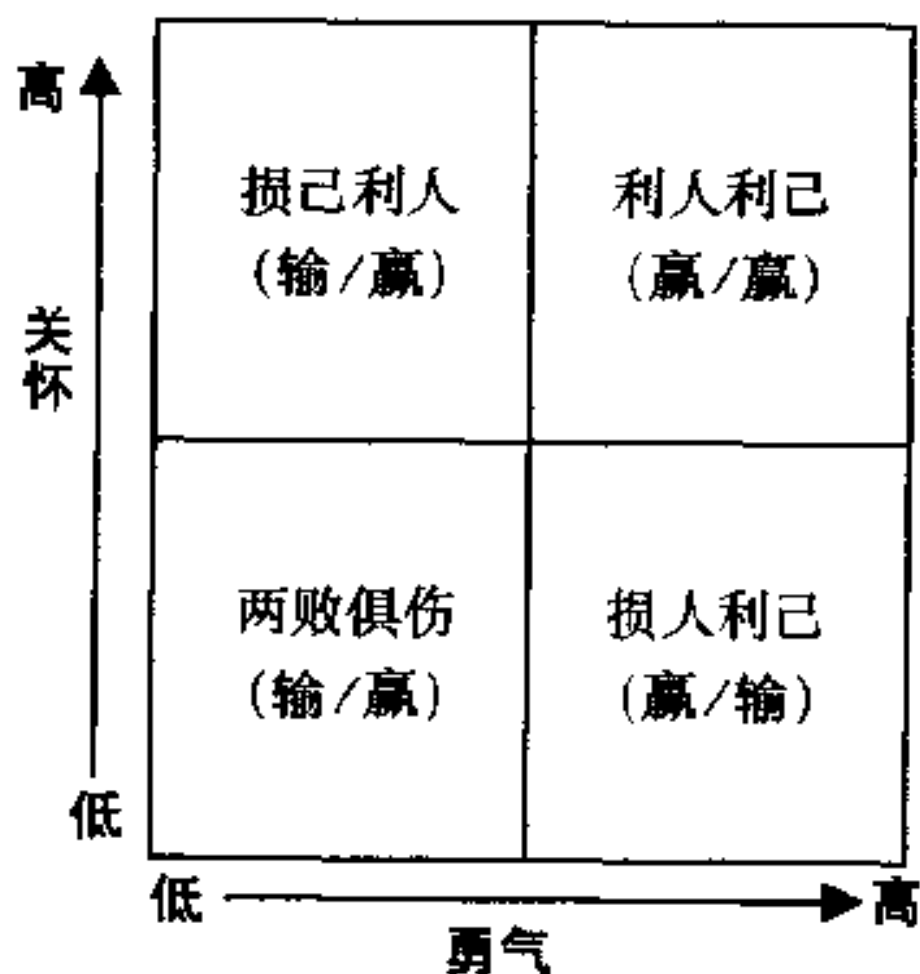 高
损己利人
(输/赢)
利人利己
(赢/赢)
关
怀
两败俱伤
(输/赢)
损人利己
(赢/输)
低
低
高
勇气